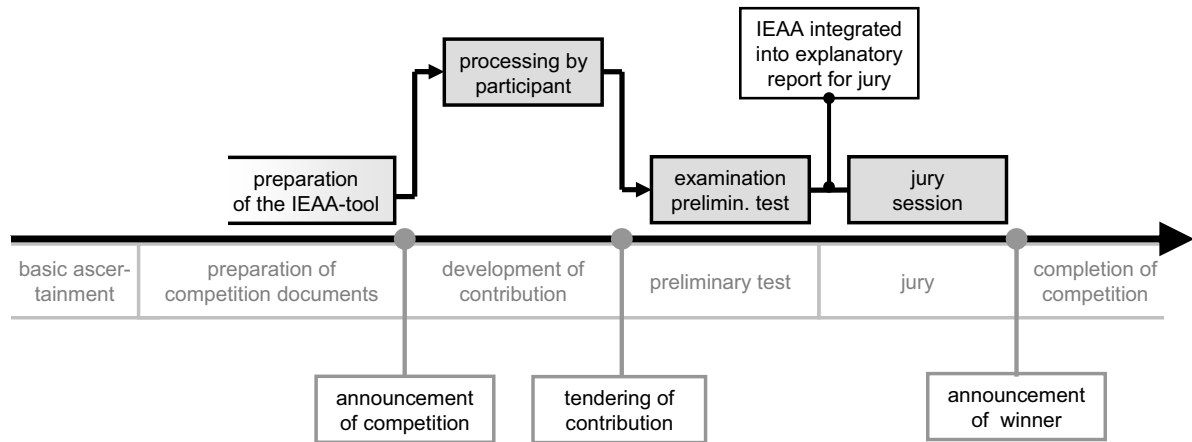 IEAA integrated
into explanatory
report for jury
processing by
participant
preparation
of the IEAA-tool
examination
prelimin. test
jury
session
basic ascer-
tainment
preparation of
competition documents
development of
contribution
preliminary test
jury
completion of
competition
announcement
of competition
tendering of
contribution
announcement
of winner